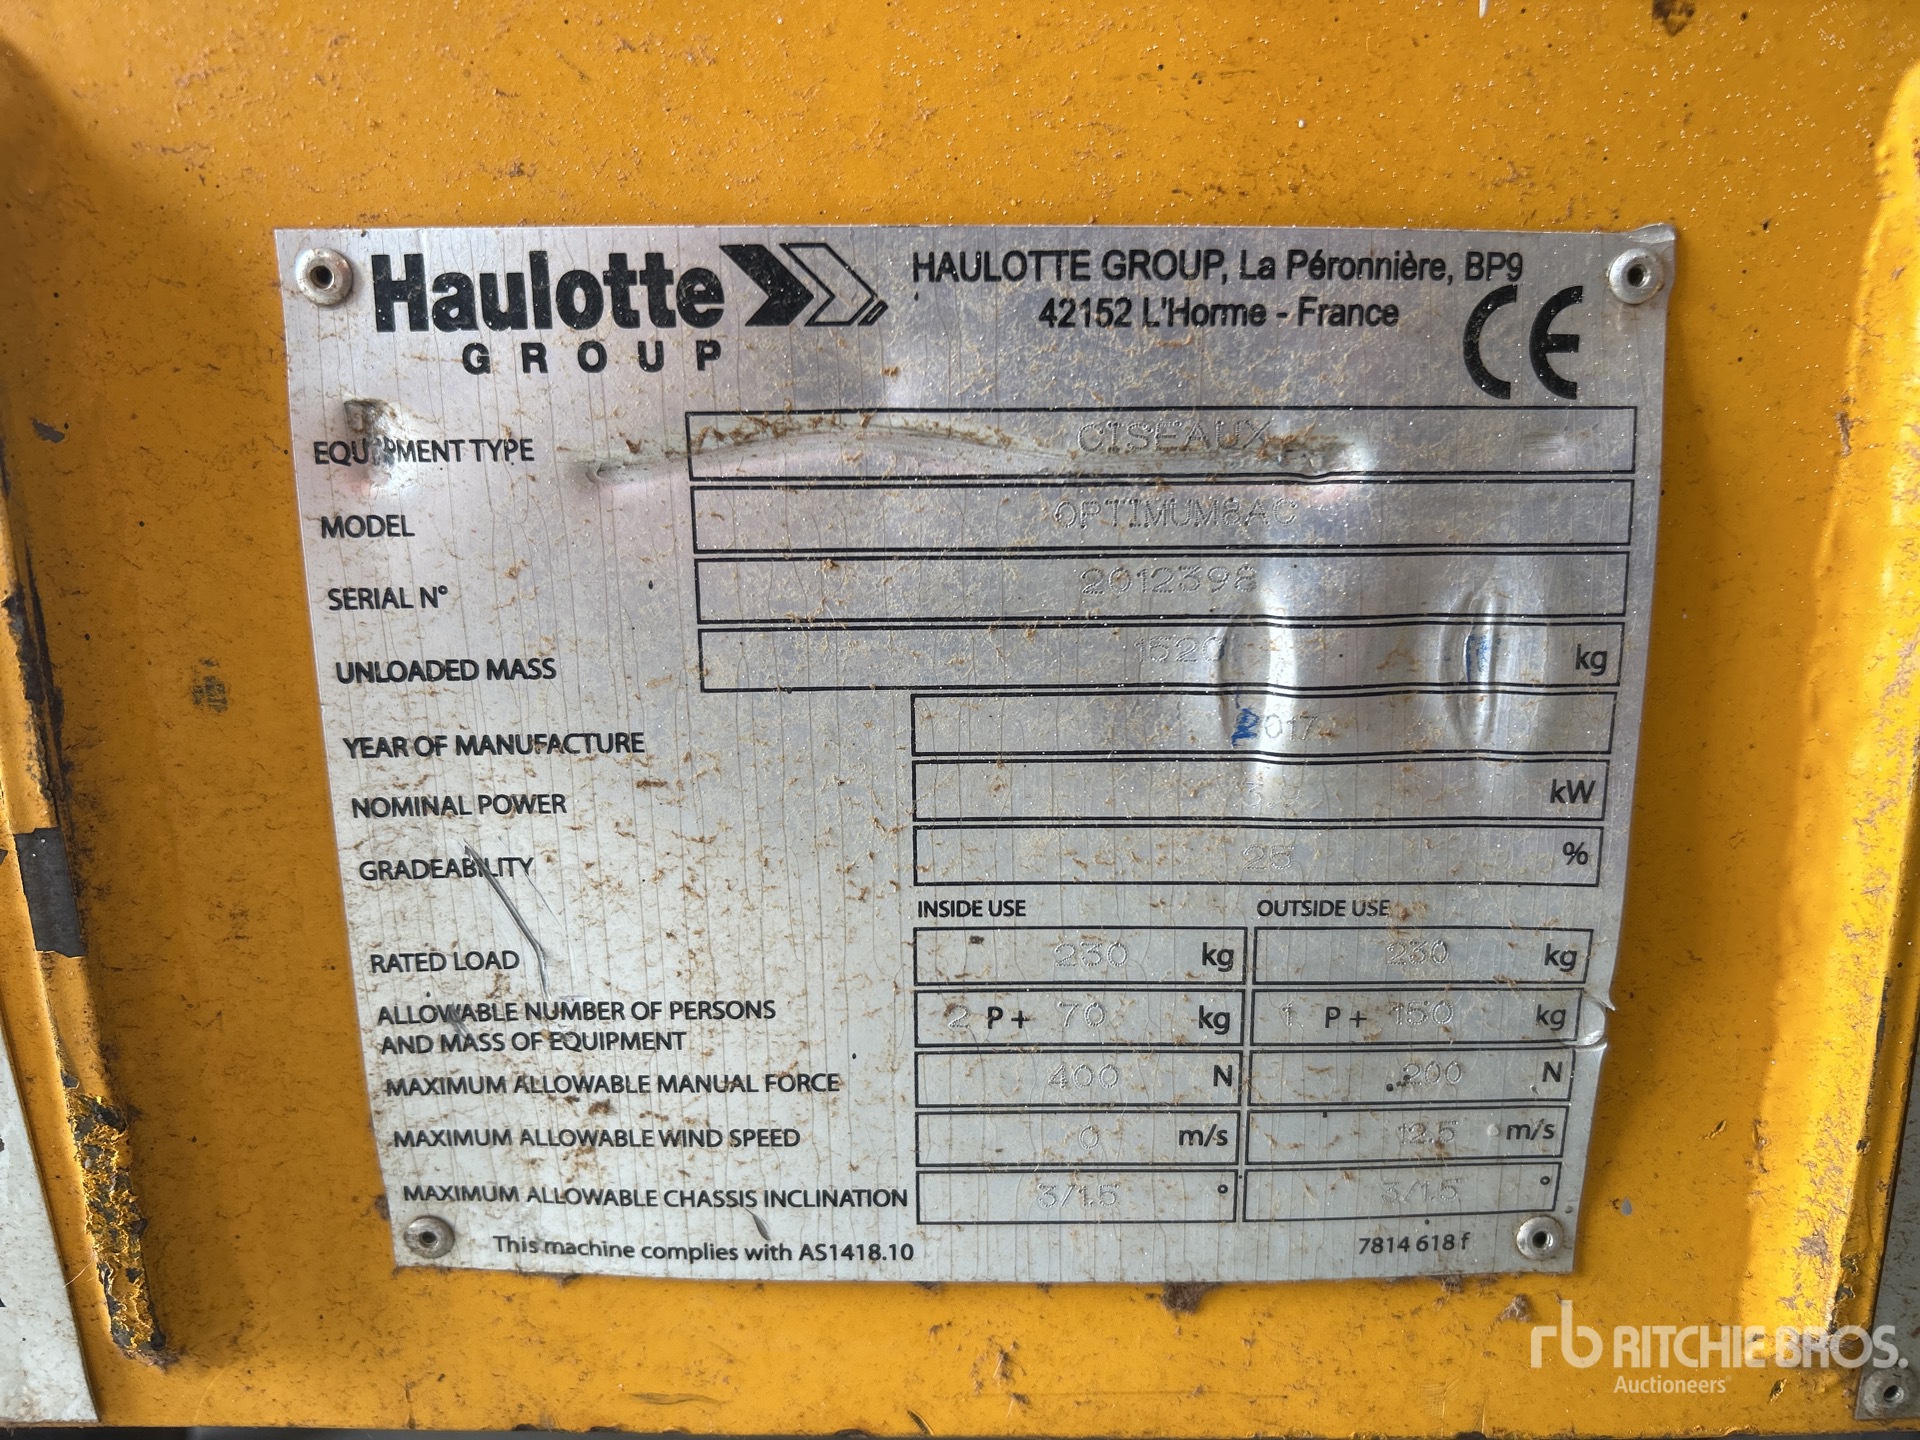 Haulotte
GROUP
HAULOTTE GROUP, La Péronnière, BP9
42152 L'Horme - France
CE
EQUIPMENT TYPE CISEAUX
MODEL OPTIMUM8AC
SERIAL N° 2012398
UNLOADED MASS 1520 kg
YEAR OF MANUFACTURE 2017
NOMINAL POWER kW
GRADEABILITY 25 %
INSIDE USE OUTSIDE USE
RATED LOAD 230 kg 230 kg
ALLOWABLE NUMBER OF PERSONS
AND MASS OF EQUIPMENT 2 P + 70 kg 1 P + 150 kg
MAXIMUM ALLOWABLE MANUAL FORCE 400 N 200 N
MAXIMUM ALLOWABLE WIND SPEED 0 m/s 12.5 m/s
MAXIMUM ALLOWABLE CHASSIS INCLINATION 3/1.5 ° 3/1.5 °
This machine complies with AS1418.10 7814 618 f
rb RITCHIE BROS.
Auctioneers